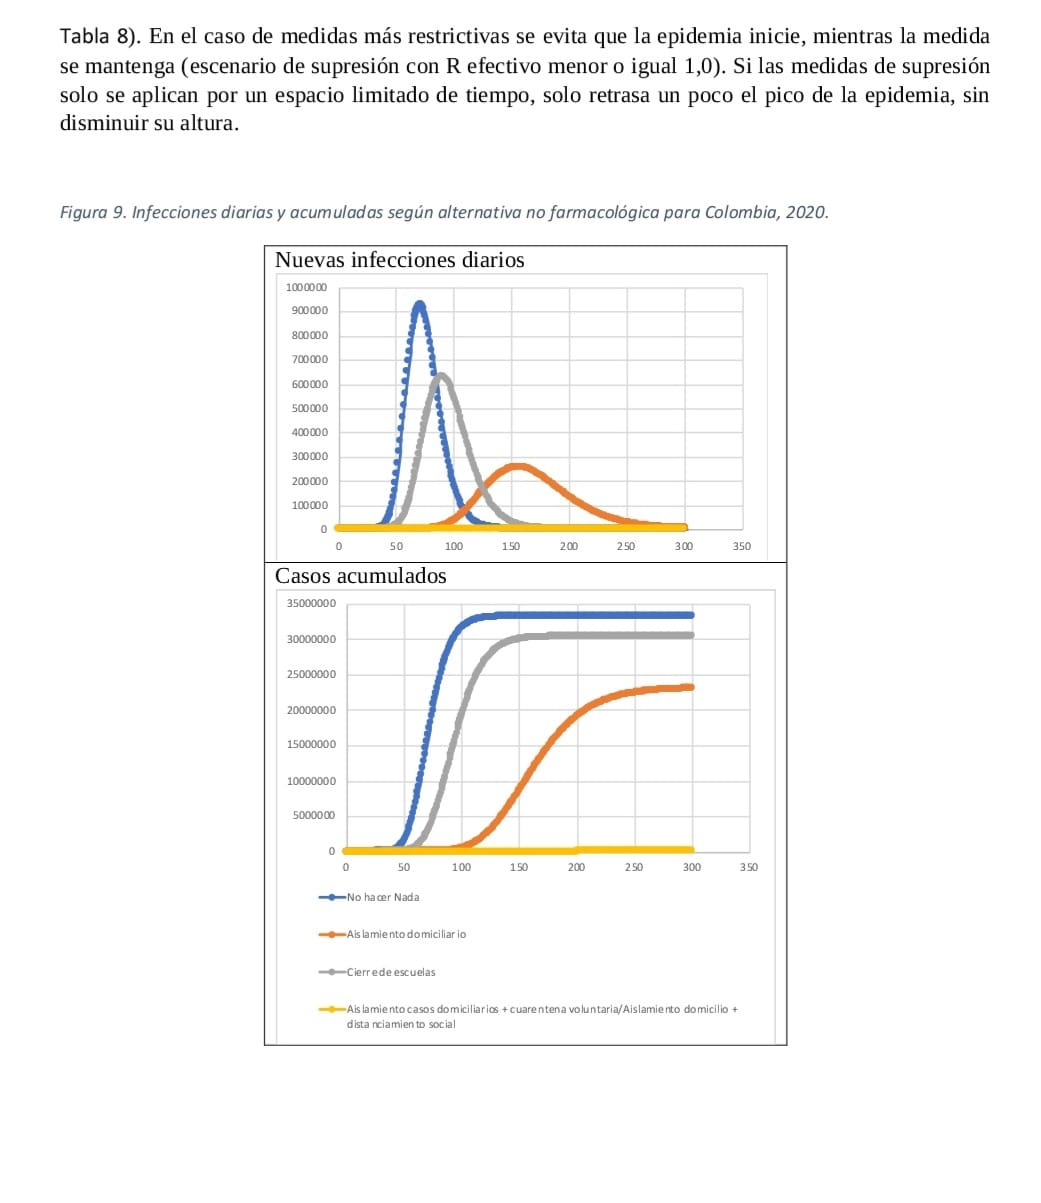 Tabla 8). En el caso de medidas más restrictivas se evita que la epidemia inicie, mientras la medida
se mantenga (escenario de supresión con R efectivo menor o igual 1,0). Si las medidas de supresión
solo se aplican por un espacio limitado de tiempo, solo retrasa un poco el pico de la epidemia, sin
disminuir su altura.
Figura 9. Infecciones diarias y acumuladas según alternativa no farmacológica para Colombia, 2020.
Nuevas infecciones diarios
1000000
900000
800000
700000
600000
500000
400000
300000
200000
100000
0
0 50 100 150 200 250 300 350
Casos acumulados
35000000
30000000
25000000
20000000
15000000
10000000
5000000
0
0 50 100 150 200 250 300 350
No hacer Nada
Aislamiento domiciliario
Cierre de escuelas
Aislamiento casos domiciliarios + cuarentena voluntaria/Aislamiento domicilio +
distanciamiento social